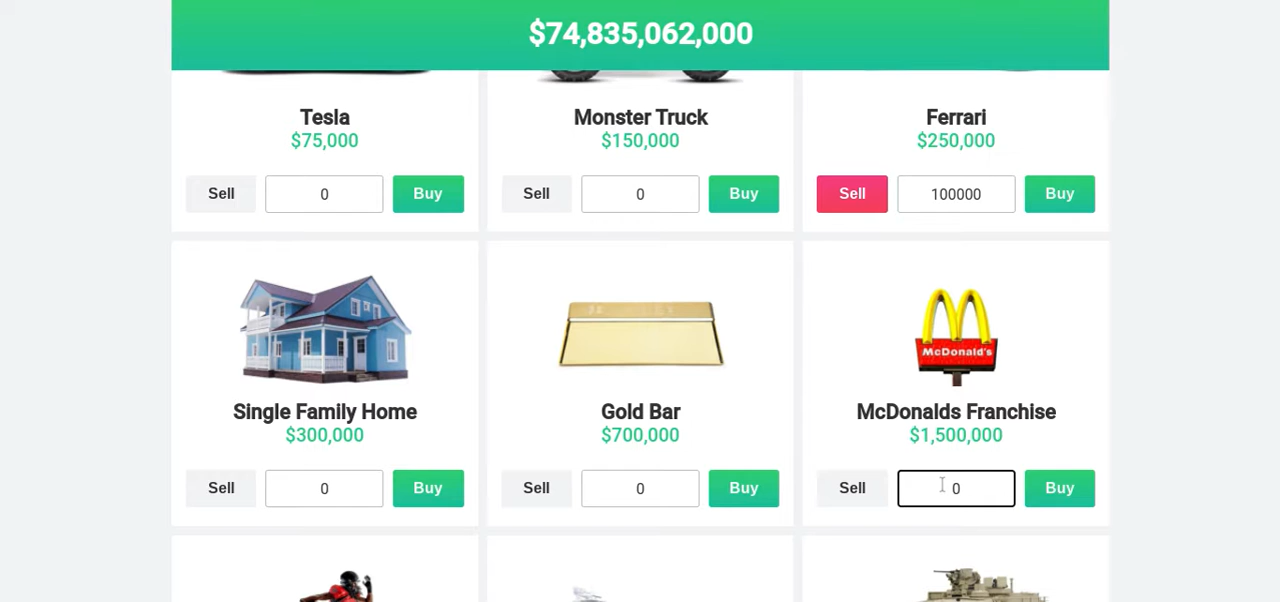 $74,835,062,000
Tesla
$75,000
Sell 0 Buy
Monster Truck
$150,000
Sell 0 Buy
Ferrari
$250,000
Sell 100000 Buy
Single Family Home
$300,000
Sell 0 Buy
Gold Bar
$700,000
Sell 0 Buy
McDonald's
McDonalds Franchise
$1,500,000
Sell 0 Buy